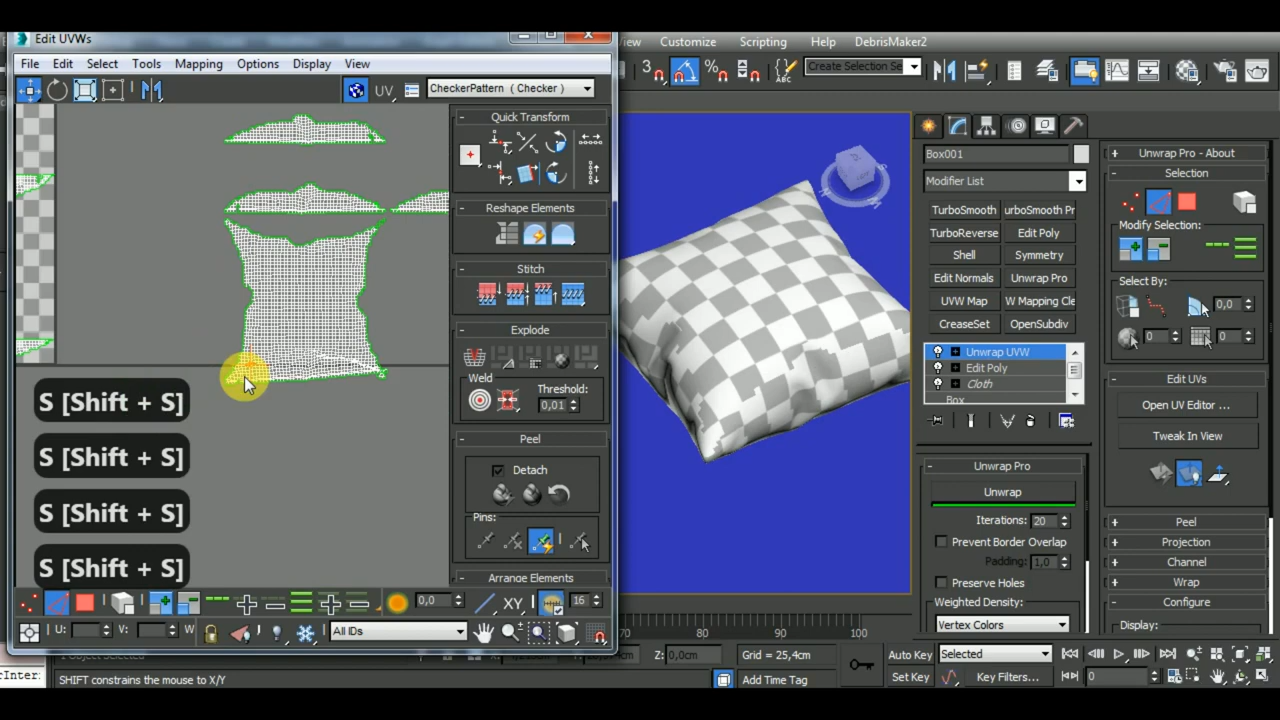 Edit UVWs
File Edit Select Tools Mapping Options Display View
UV CheckerPattern ( Checker )
Quick Transform
Reshape Elements
Stitch
Explode
Weld Threshold:
0,01
Peel
Detach
Pins:
Arrange Elements
S [Shift + S]
S [Shift + S]
S [Shift + S]
S [Shift + S]
0,0 XY 16
U: V: W All IDs
View Customize Scripting Help DebrisMaker2
3 % ABC Create Selection Se
Box001
Modifier List
TurboSmooth urboSmooth Pr
TurboReverse Edit Poly
Shell Symmetry
Edit Normals Unwrap Pro
UVW Map W Mapping Cle
CreaseSet OpenSubdiv
Unwrap UVW
Edit Poly
Cloth
Box
Unwrap Pro
Unwrap
Iterations: 20
Prevent Border Overlap
Padding: 1,0
Preserve Holes
Weighted Density:
Vertex Colors
Unwrap Pro - About
Selection
Modify Selection:
Select By:
0,0
0 0
Edit UVs
Open UV Editor ...
Tweak In View
Peel
Projection
Channel
Wrap
Configure
Display:
70 80 90 100
Z: 0,0cm Grid = 25,4cm Auto Key Selected
Add Time Tag Set Key Key Filters... 0
SHIFT constrains the mouse to X/Y